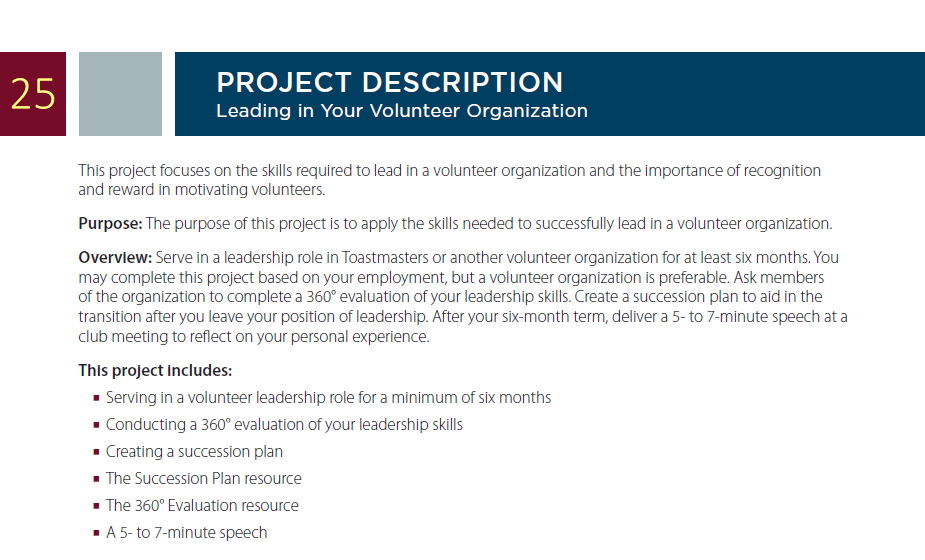 25
PROJECT DESCRIPTION
Leading in Your Volunteer Organization
This project focuses on the skills required to lead in a volunteer organization and the importance of recognition
and reward in motivating volunteers.
Purpose: The purpose of this project is to apply the skills needed to successfully lead in a volunteer organization.
Overview: Serve in a leadership role in Toastmasters or another volunteer organization for at least six months. You
may complete this project based on your employment, but a volunteer organization is preferable. Ask members
of the organization to complete a 360° evaluation of your leadership skills. Create a succession plan to aid in the
transition after you leave your position of leadership. After your six-month term, deliver a 5- to 7-minute speech at a
club meeting to reflect on your personal experience.
This project includes:
▪ Serving in a volunteer leadership role for a minimum of six months
▪ Conducting a 360° evaluation of your leadership skills
▪ Creating a succession plan
▪ The Succession Plan resource
▪ The 360° Evaluation resource
▪ A 5- to 7-minute speech